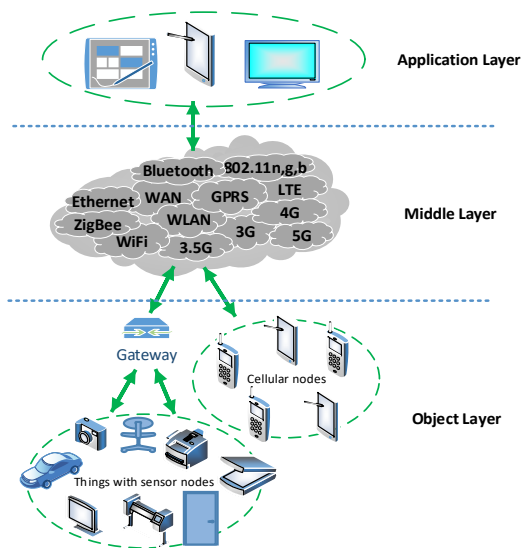 Application Layer
Bluetooth
802.11n,g,b
Ethernet
WAN
GPRS
LTE
ZigBee
WLAN
4G
WiFi
3.5G
3G
5G
Middle Layer
Gateway
Cellular nodes
Object Layer
Things with sensor nodes